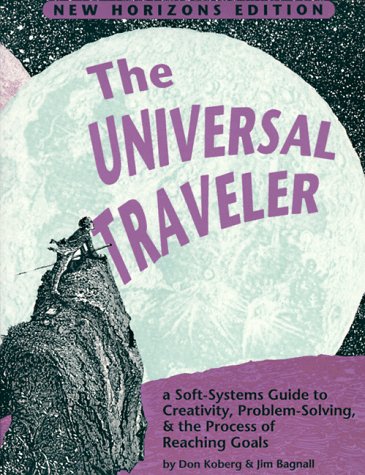 NEW HORIZONS EDITION
The
UNIVERSAL
TRAVELER
a Soft-Systems Guide to
Creativity, Problem-Solving,
& the Process of
Reaching Goals
by Don Koberg & Jim Bagnall